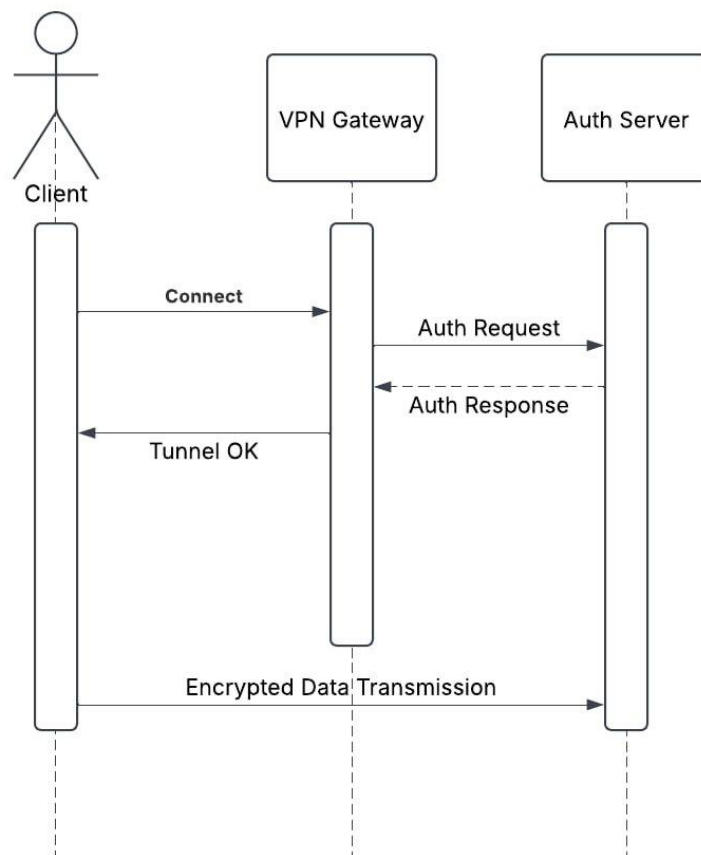 VPN Gateway
Auth Server
Client
Connect
Auth Request
Auth Response
Tunnel OK
Encrypted Data Transmission